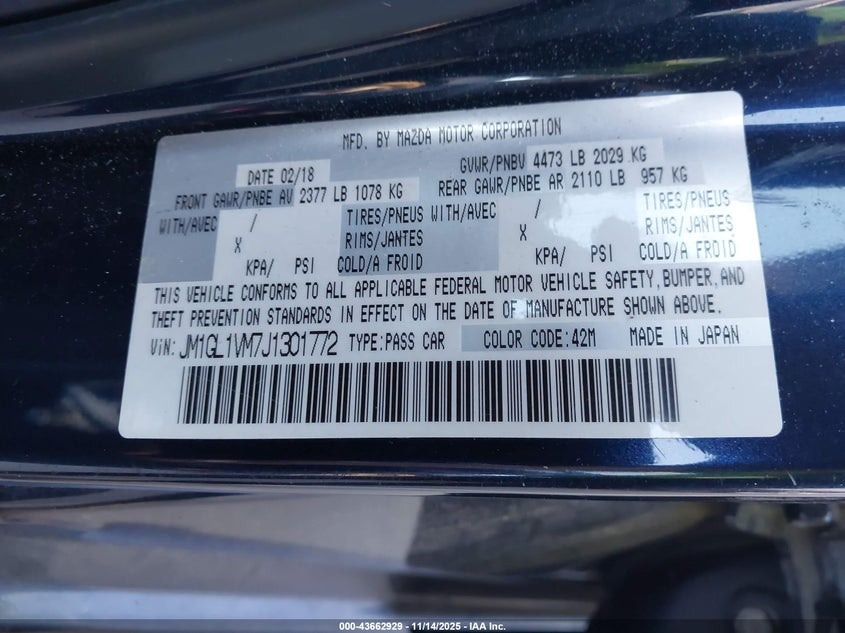 MFD. BY MAZDA MOTOR CORPORATION
DATE 02/18 GVWR/PNBV 4473 LB 2029 KG
FRONT GAWR/PNBE AV 2377 LB 1078 KG REAR GAWR/PNBE AR 2110 LB 957 KG
WITH/AVEC / TIRES/PNEUS WITH/AVEC / TIRES/PNEUS
X RIMS/JANTES X RIMS/JANTES
KPA/ PSI COLD/A FROID KPA/ PSI COLD/A FROID
THIS VEHICLE CONFORMS TO ALL APPLICABLE FEDERAL MOTOR VEHICLE SAFETY,BUMPER,AND
THEFT PREVENTION STANDARDS IN EFFECT ON THE DATE OF MANUFACTURE SHOWN ABOVE.
VIN: JM1GL1VM7J1301772 TYPE:PASS CAR COLOR CODE:42M MADE IN JAPAN
000-43662929 - 11/14/2025 - IAA Inc.